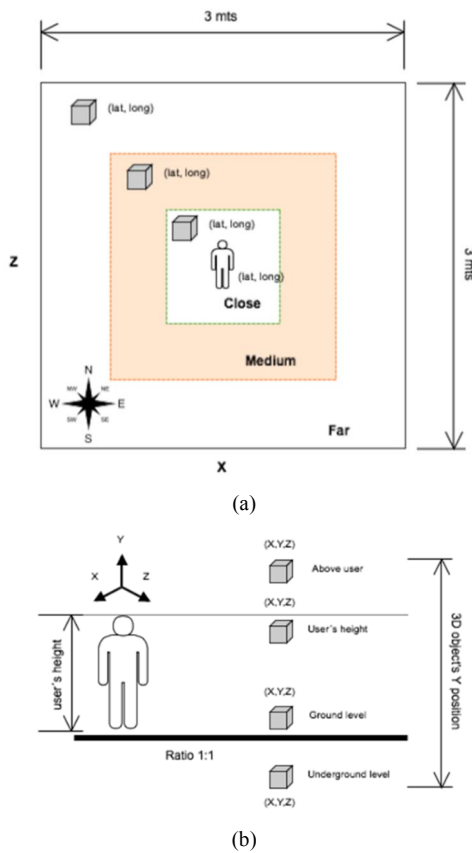 3 mts
(lat, long)
(lat, long)
(lat, long)
(lat, long)
Close
Medium
Far
Z
3 mts
N
NW NE
W E
SW SE
S
X
(a)
Y
X Z
(X,Y,Z)
Above user
(X,Y,Z)
User's height
user´s height
(X,Y,Z)
Ground level
Ratio 1:1
Underground level
(X,Y,Z)
3D object's Y position
(b)